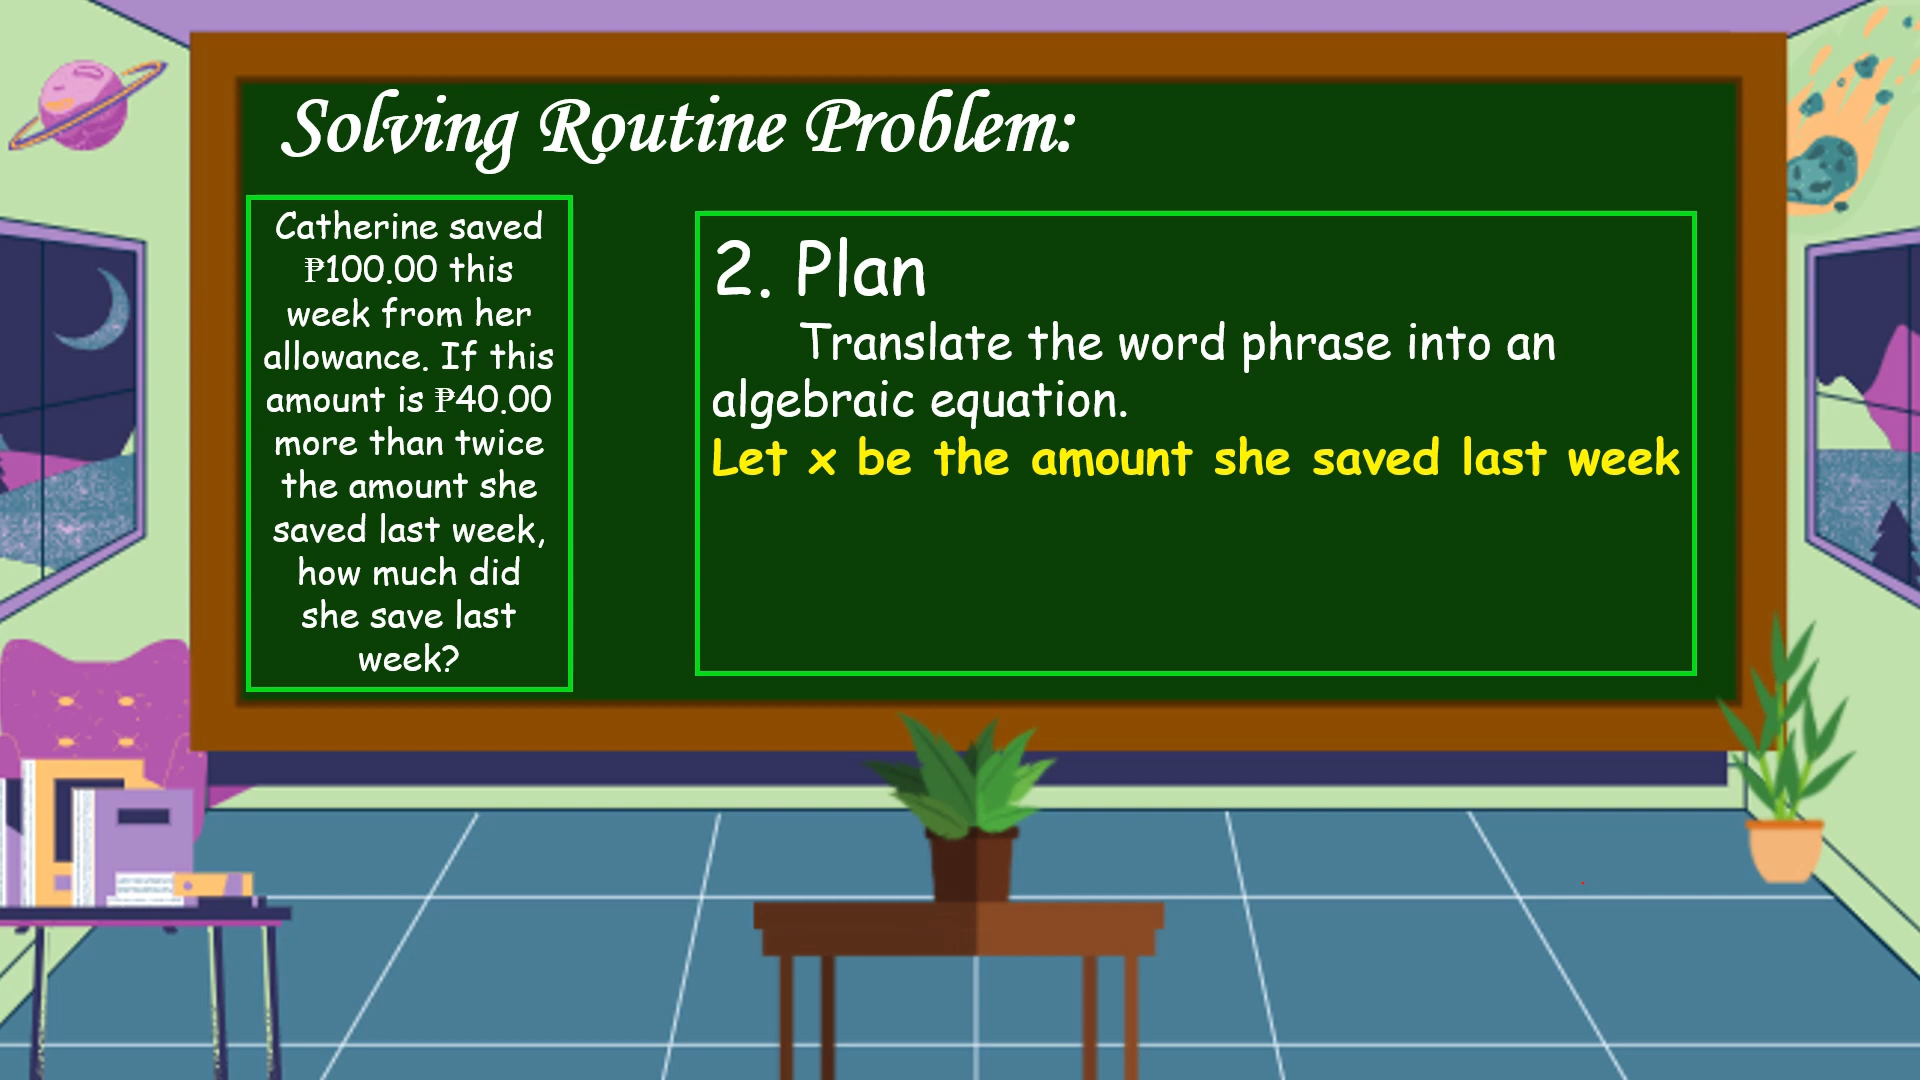 Solving Routine Problem:
Catherine saved
₱100.00 this
week from her
allowance. If this
amount is ₱40.00
more than twice
the amount she
saved last week,
how much did
she save last
week?
2. Plan
Translate the word phrase into an
algebraic equation.
Let x be the amount she saved last week